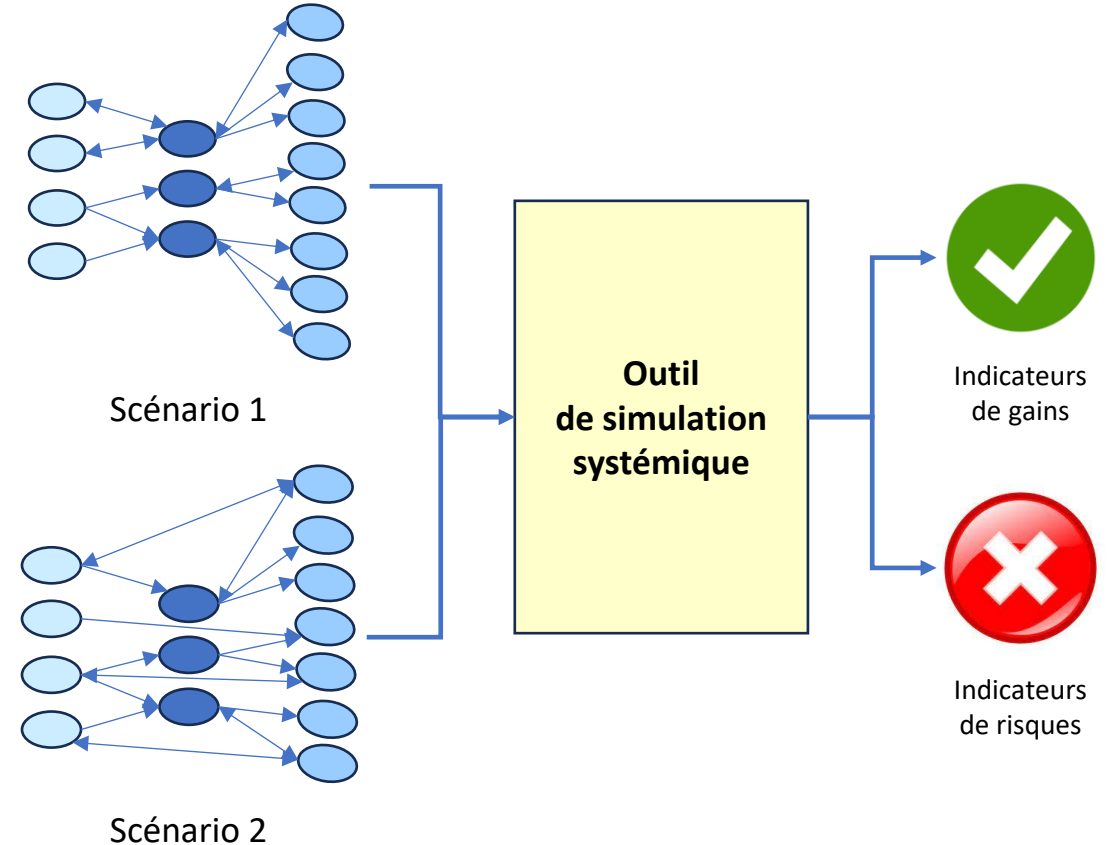 Scénario 1
Outil
de simulation
systémique
Indicateurs
de gains
Indicateurs
de risques
Scénario 2